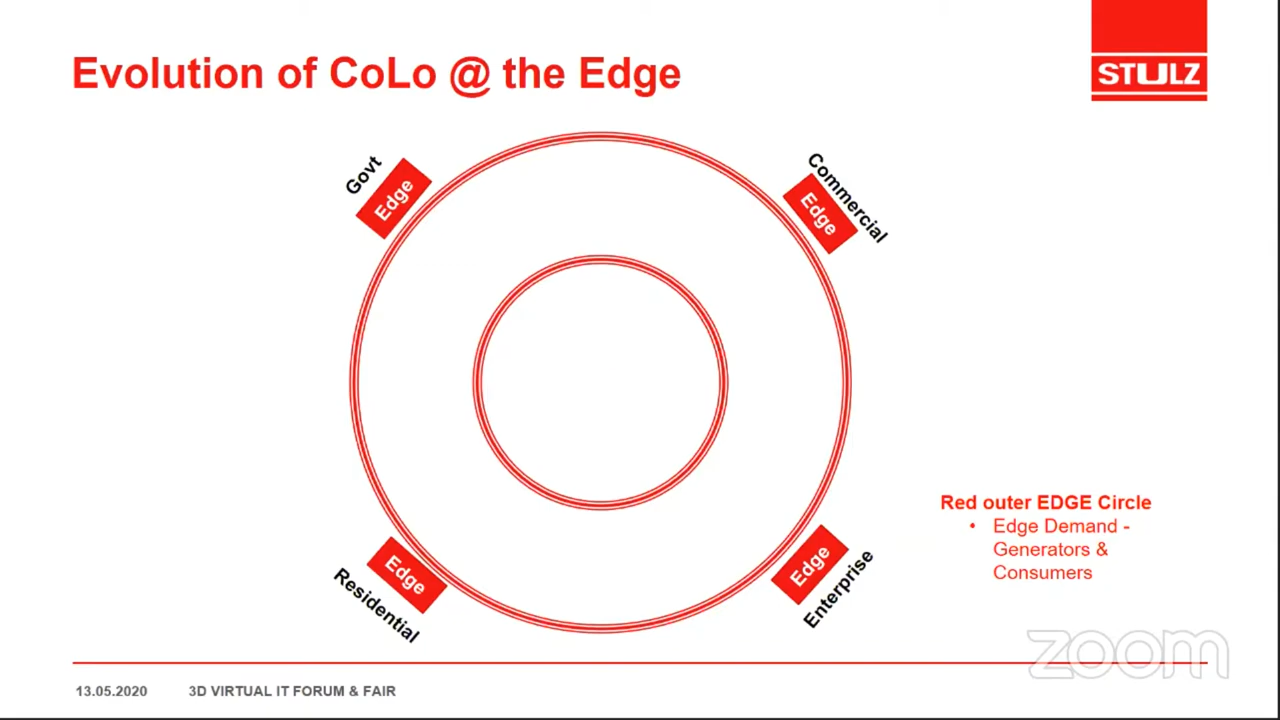 Evolution of CoLo @ the Edge
STULZ
Govt
Edge
Commercial
Edge
Edge
Residential
Edge
Enterprise
Red outer EDGE Circle
• Edge Demand -
Generators &
Consumers
zoom
13.05.2020
3D VIRTUAL IT FORUM & FAIR